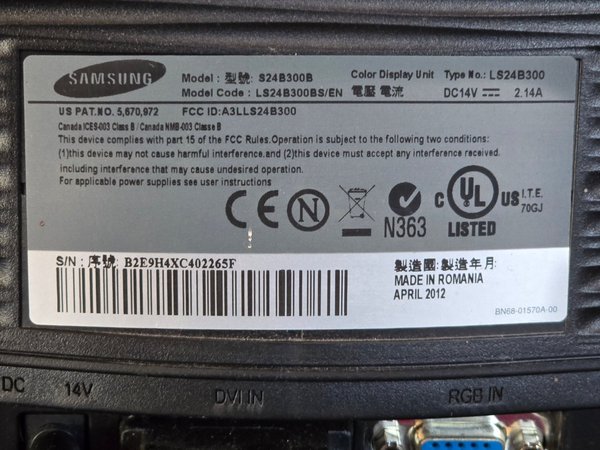 SAMSUNG
Model : 型號: S24B300B Color Display Unit Type No.: LS24B300
Model Code : LS24B300BS/EN 電壓 電流 DC14V 2.14A
US PAT.NO. 5,670,972 FCC ID:A3LLS24B300
Canada ICES-003 Class B / Canada NMB-003 Classe B
This device complies with part 15 of the FCC Rules.Operation is subject to the following two conditions:
(1)this device may not cause harmful interference.and (2)this device must accept any interference received.
including interference that may cause undesired operation.
For applicable power supplies see user instructions
CE N N363 C UL US LISTED I.T.E. 70GJ
S/N : 序號: B2E9H4XC402265F
製造國:製造年月:
MADE IN ROMANIA
APRIL 2012
BN68-01570A-00
DC 14V DVI IN RGB IN